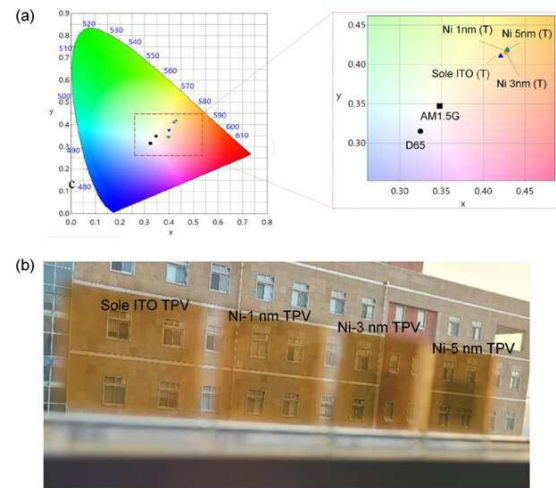 (a)
y
0.9
0.8
0.7
0.6
0.5
0.4
0.3
0.2
0.1
0.0
0.0 0.1 0.2 0.3 0.4 0.5 0.6 0.7 0.8
x
520
530
540
550
560
570
580
590
600
610
500
490
480
C
0.45
0.40
0.35
0.30
y
0.30 0.35 0.40 0.45
x
Ni 1nm (T)
Ni 5nm (T)
Sole ITO (T)
Ni 3nm (T)
AM1.5G
D65
(b)
Sole ITO TPV
Ni-1 nm TPV
Ni-3 nm TPV
Ni-5 nm TPV